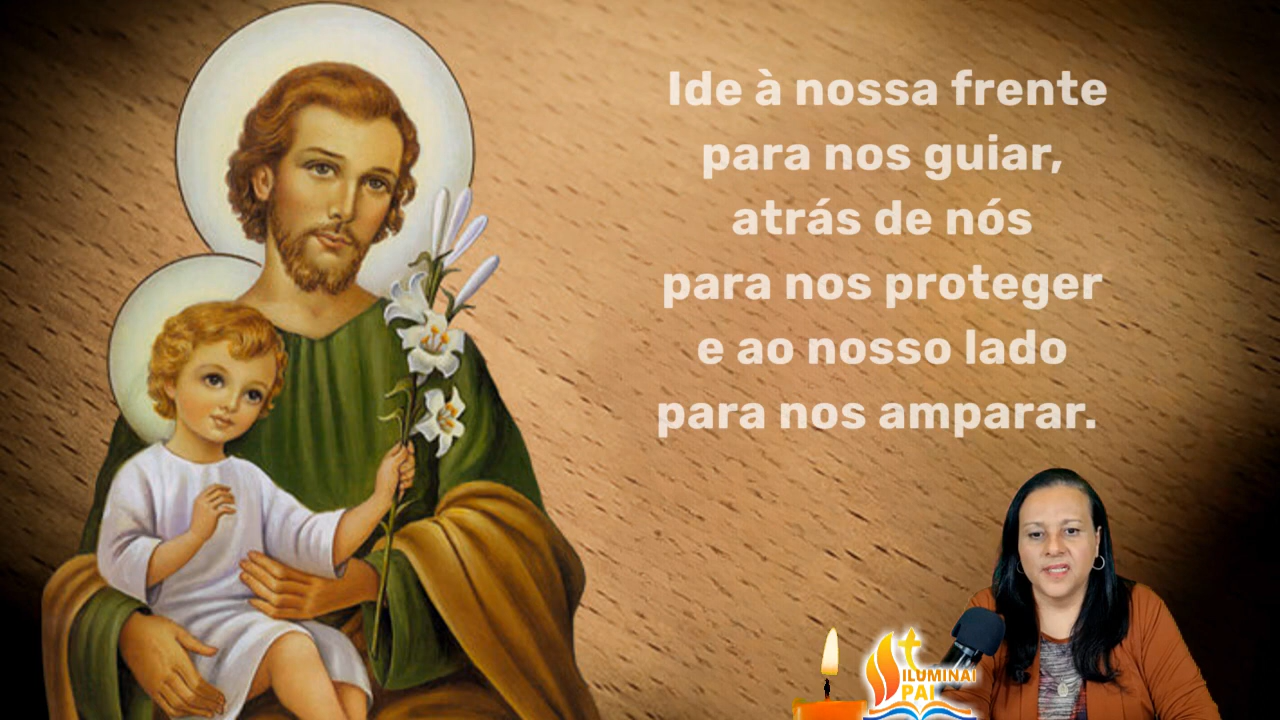 Ide à nossa frente
para nos guiar,
atrás de nós
para nos proteger
e ao nosso lado
para nos amparar.
ILUMINAI
PAI